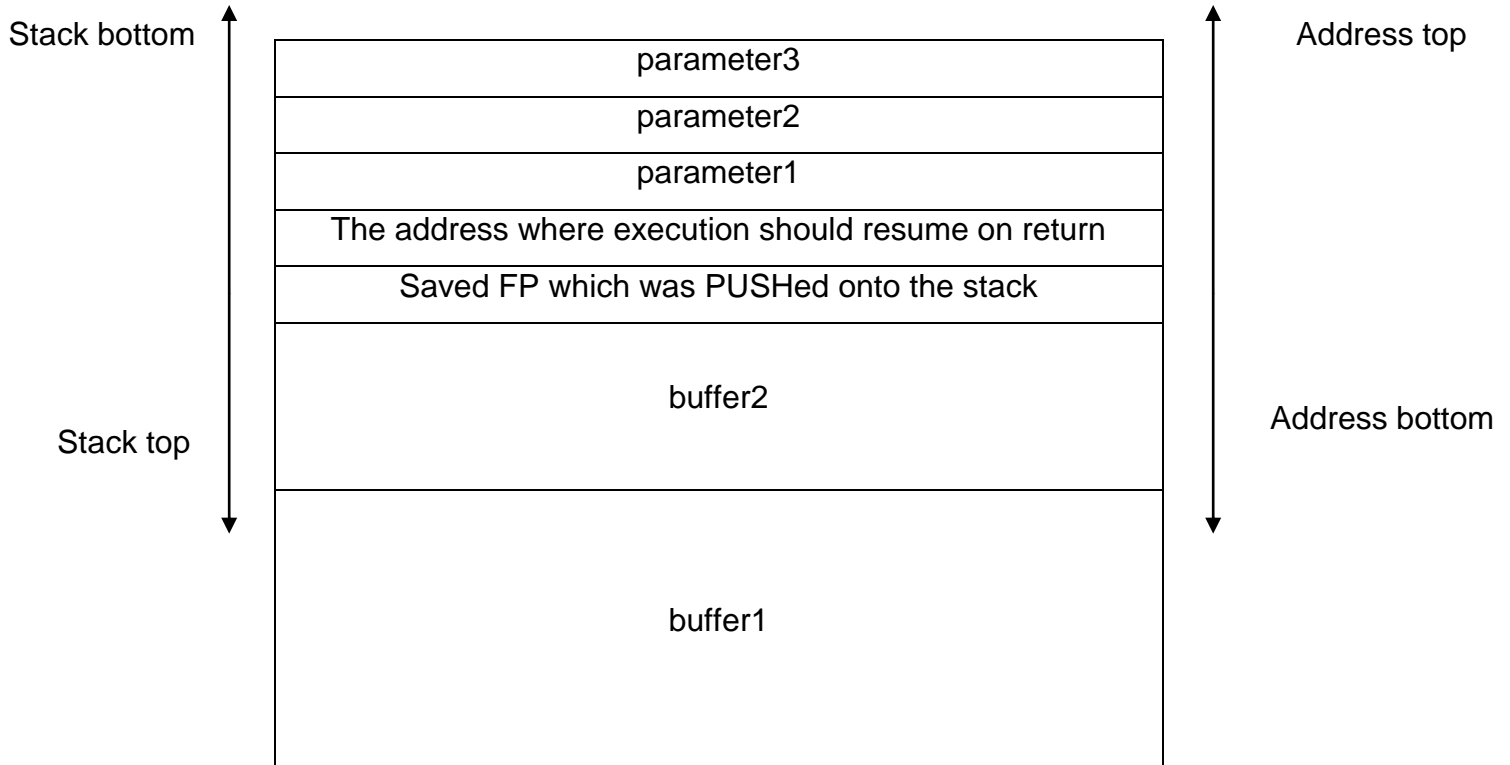 Stack bottom
Address top
parameter3
parameter2
parameter1
The address where execution should resume on return
Saved FP which was PUSHed onto the stack
buffer2
Address bottom
Stack top
buffer1